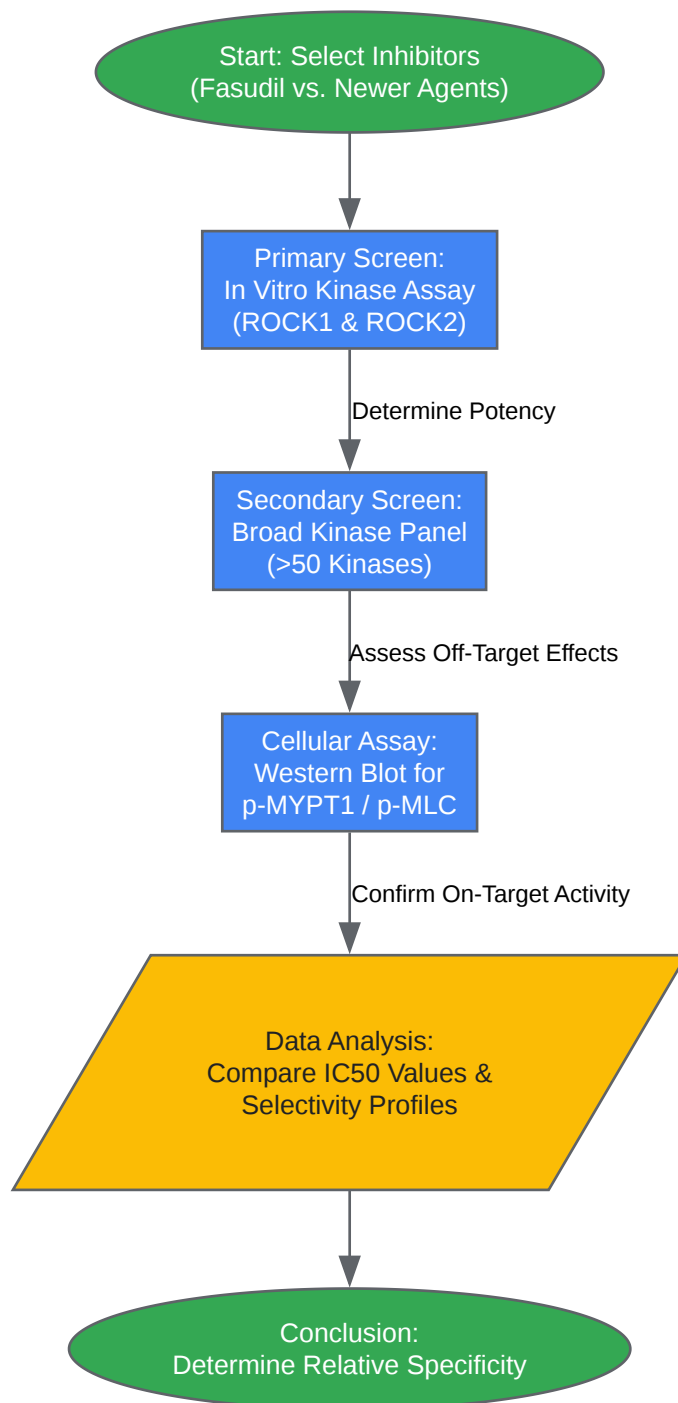 Start: Select Inhibitors
(Fasudil vs. Newer Agents)
Primary Screen:
In Vitro Kinase Assay
(ROCK1 & ROCK2)
Determine Potency
Secondary Screen:
Broad Kinase Panel
(>50 Kinases)
Assess Off-Target Effects
Cellular Assay:
Western Blot for
p-MYPT1 / p-MLC
Confirm On-Target Activity
Data Analysis:
Compare IC50 Values &
Selectivity Profiles
Conclusion:
Determine Relative Specificity